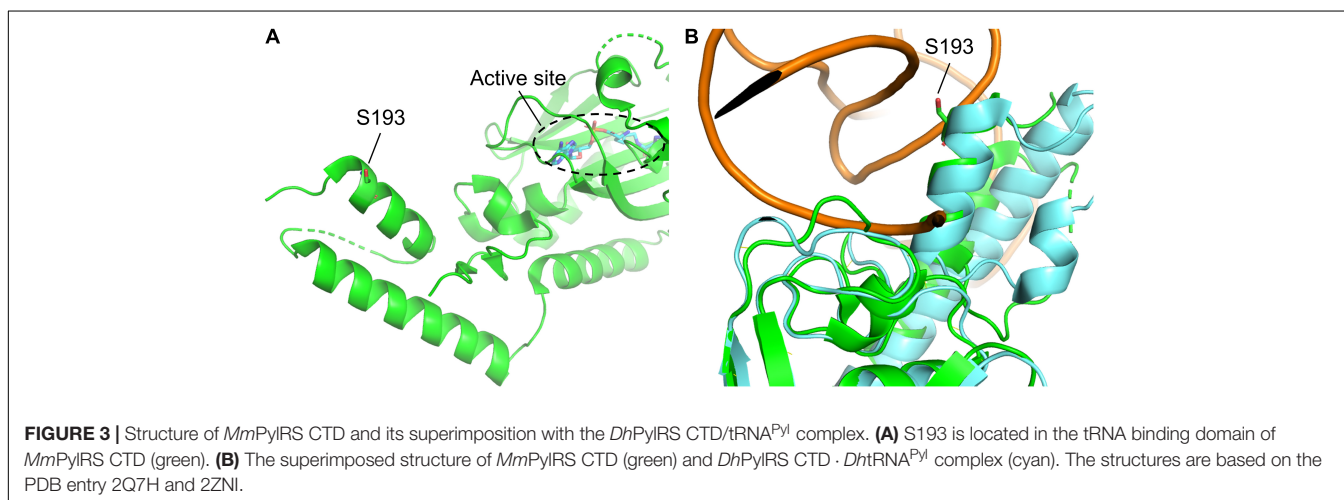 A
B
S193
Active site
S193
FIGURE 3 | Structure of MmPylRS CTD and its superimposition with the DhPylRS CTD/tRNAPyl complex. (A) S193 is located in the tRNA binding domain of
MmPylRS CTD (green). (B) The superimposed structure of MmPylRS CTD (green) and DhPylRS CTD · DhtRNAPyl complex (cyan). The structures are based on the
PDB entry 2Q7H and 2ZNI.